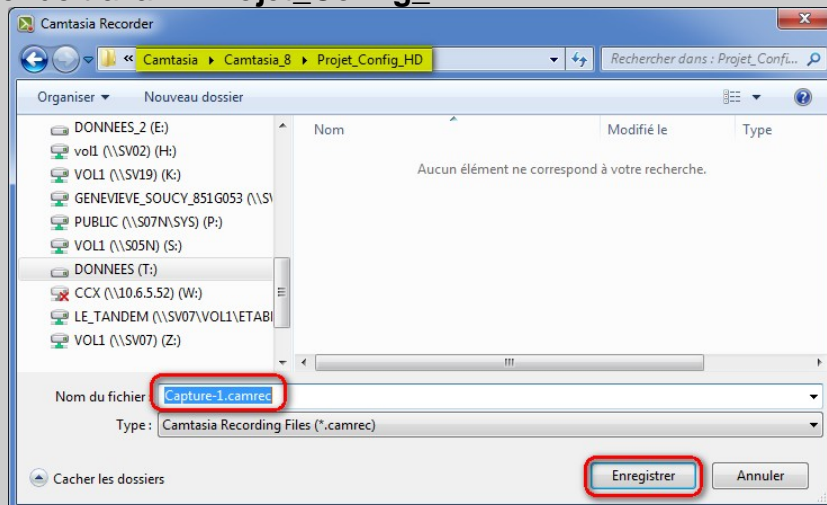 Camtasia Recorder
« Camtasia ▸ Camtasia_8 ▸ Projet_Config_HD
Rechercher dans : Projet_Confi...
Organiser Nouveau dossier
DONNEES_2 (E:)
vol1 (\\SV02) (H:)
VOL1 (\\SV19) (K:)
GENEVIEVE_SOUCY_851G053 (\\S
PUBLIC (\\S07N\SYS) (P:)
VOL1 (\\S05N) (S:)
DONNEES (T:)
CCX (\\10.6.5.52) (W:)
LE_TANDEM (\\SV07\VOL1\ETABI
VOL1 (\\SV07) (Z:)
Nom Modifié le Type
Aucun élément ne correspond à votre recherche.
Nom du fichier : Capture-1.camrec
Type : Camtasia Recording Files (*.camrec)
Cacher les dossiers
Enregistrer Annuler